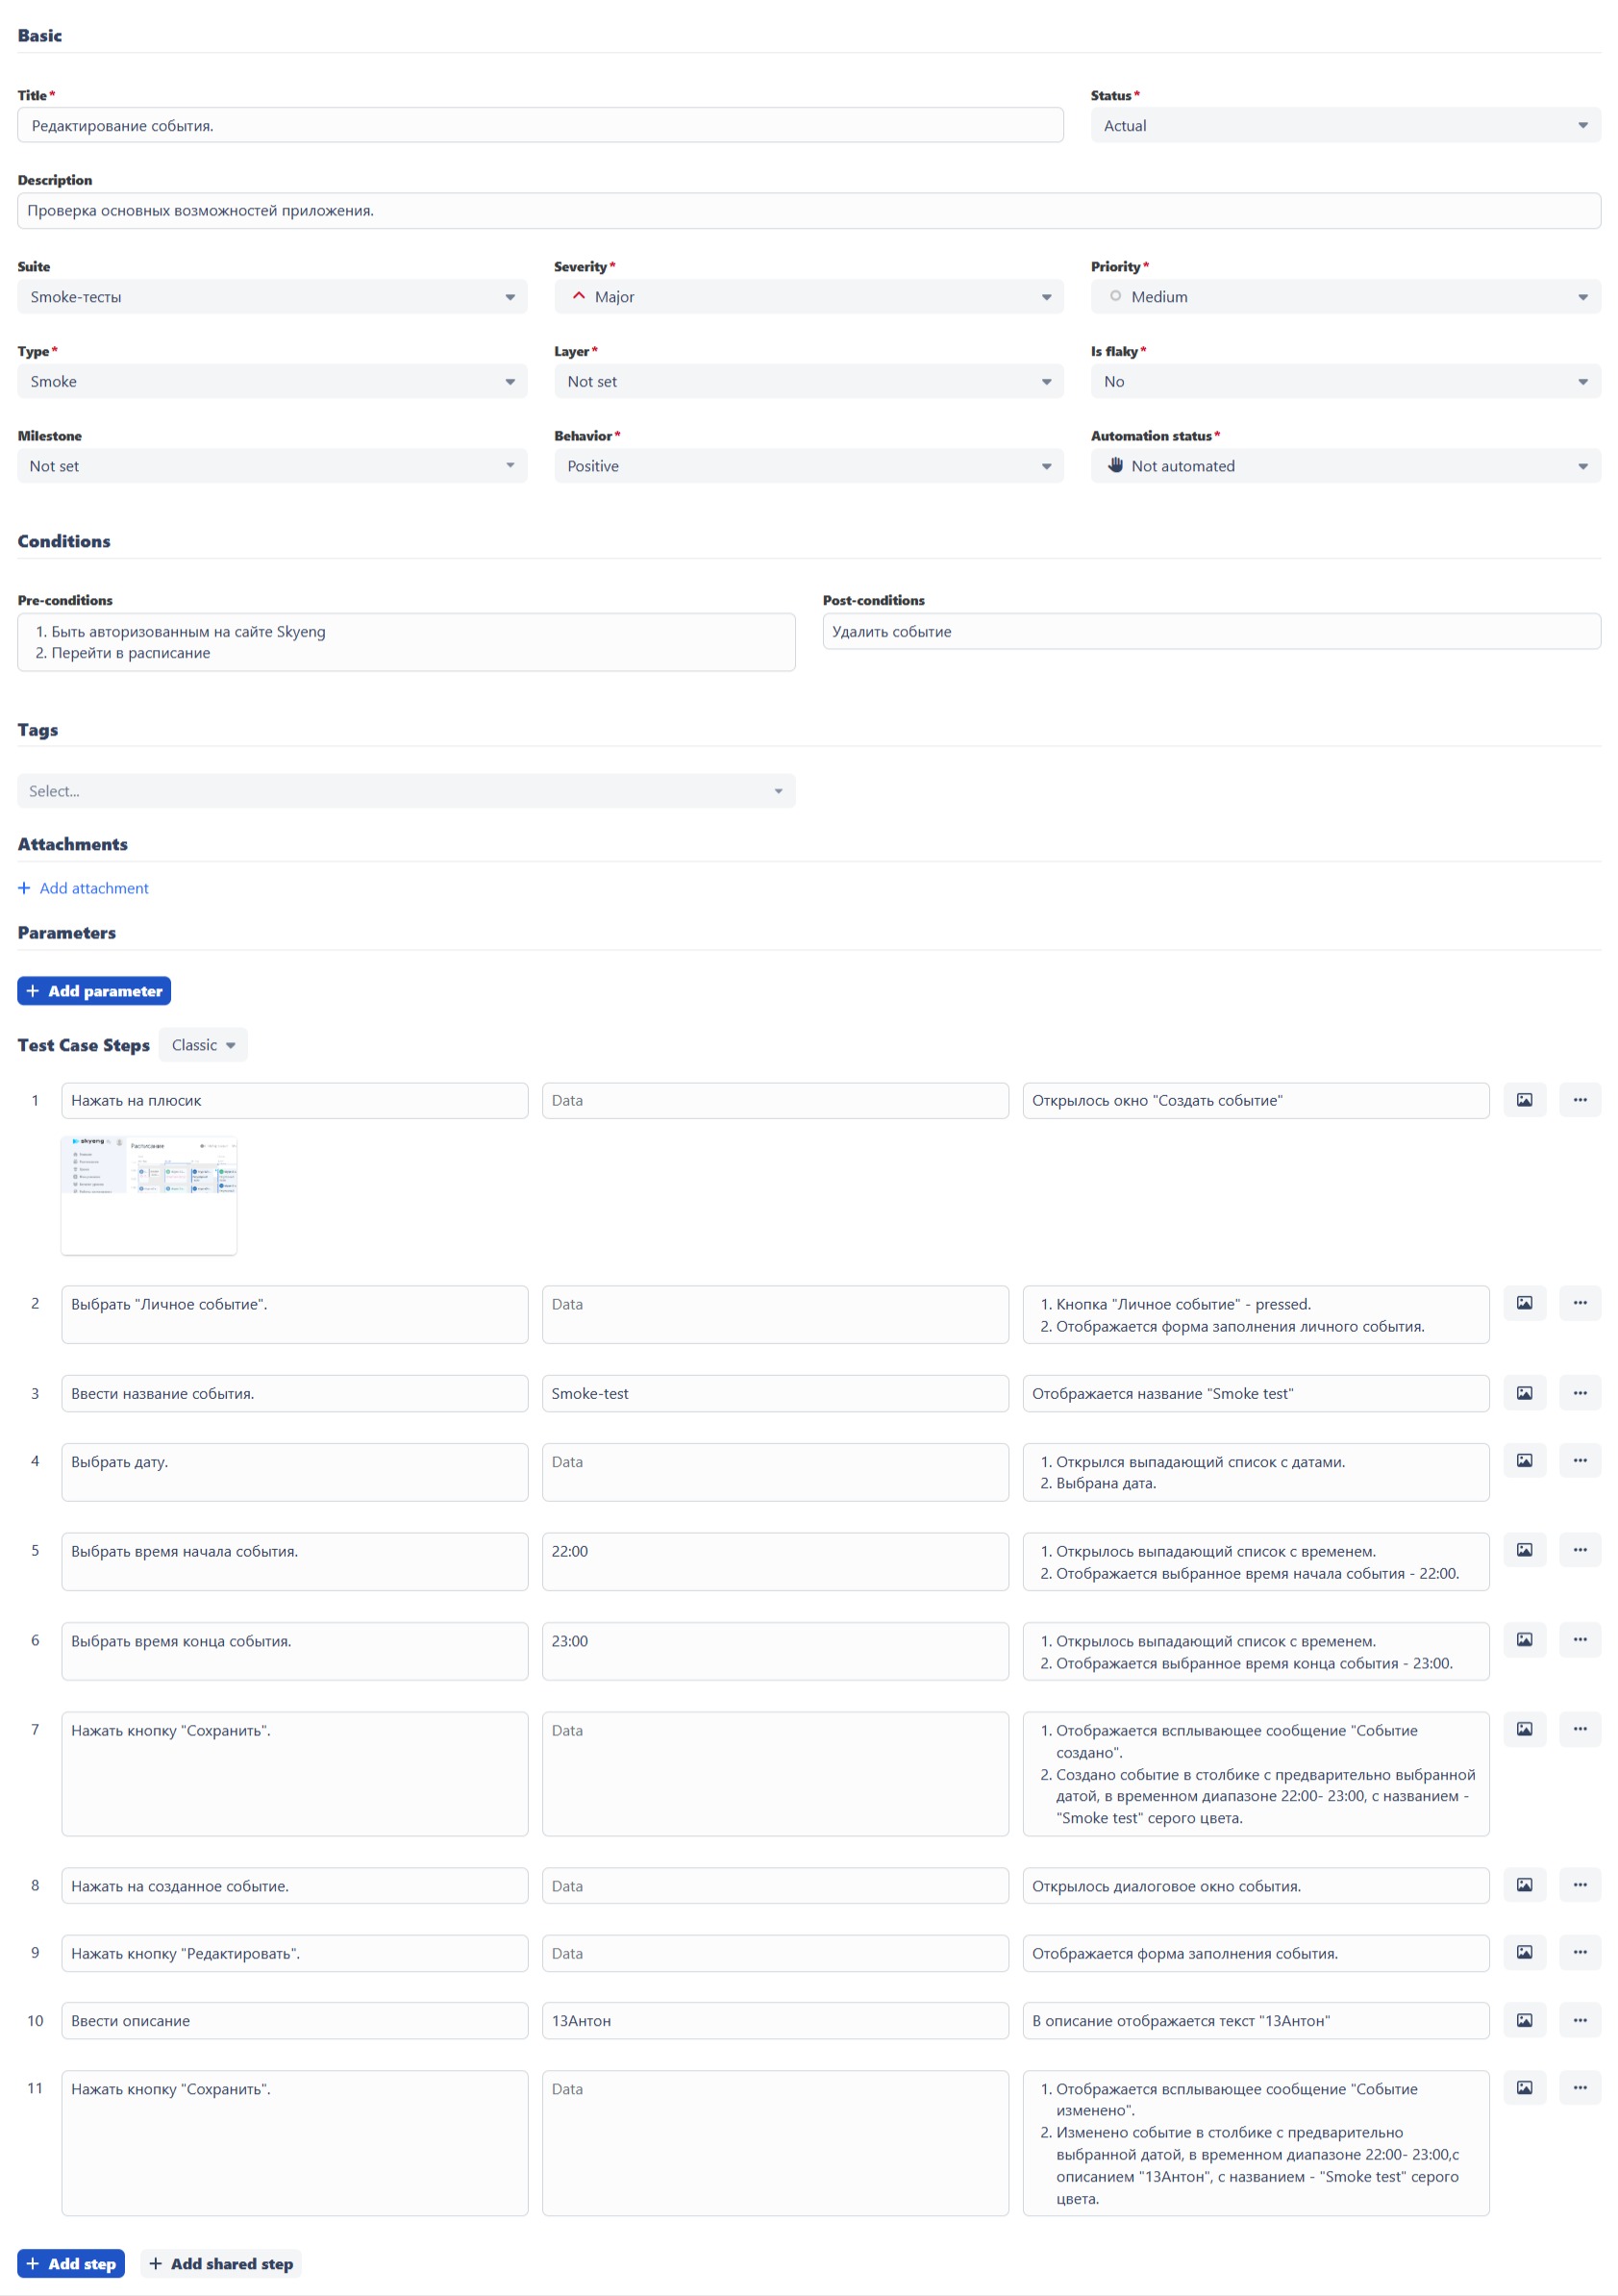 Basic
Title*
Status*
Редактирование события.
Actual
Description
Проверка основных возможностей приложения.
Suite
Severity*
Priority*
Smoke-тесты
Major
Medium
Type*
Layer*
Is flaky*
Smoke
Not set
No
Milestone
Behavior*
Automation status*
Not set
Positive
Not automated
Conditions
Pre-conditions
Post-conditions
1. Быть авторизованным на сайте Skyeng
2. Перейти в расписание
Удалить событие
Tags
Select...
Attachments
+ Add attachment
Parameters
+ Add parameter
Test Case Steps
Classic
1
Нажать на плюсик
Data
Открылось окно "Создать событие"
skyeng
Расписание
2
Выбрать "Личное событие".
Data
1. Кнопка "Личное событие" - pressed.
2. Отображается форма заполнения личного события.
3
Ввести название события.
Smoke-test
Отображается название "Smoke test"
4
Выбрать дату.
Data
1. Открылся выпадающий список с датами.
2. Выбрана дата.
5
Выбрать время начала события.
22:00
1. Открылось выпадающий список с временем.
2. Отображается выбранное время начала события - 22:00.
6
Выбрать время конца события.
23:00
1. Открылось выпадающий список с временем.
2. Отображается выбранное время конца события - 23:00.
7
Нажать кнопку "Сохранить".
Data
1. Отображается всплывающее сообщение "Событие
создано".
2. Создано событие в столбике с предварительно выбранной
датой, в временном диапазоне 22:00- 23:00, с названием -
"Smoke test" серого цвета.
8
Нажать на созданное событие.
Data
Открылось диалоговое окно события.
9
Нажать кнопку "Редактировать".
Data
Отображается форма заполнения события.
10
Ввести описание
13Антон
В описание отображается текст "13Антон"
11
Нажать кнопку "Сохранить".
Data
1. Отображается всплывающее сообщение "Событие
изменено".
2. Изменено событие в столбике с предварительно
выбранной датой, в временном диапазоне 22:00- 23:00,с
описанием "13Антон", с названием - "Smoke test" серого
цвета.
+ Add step
+ Add shared step